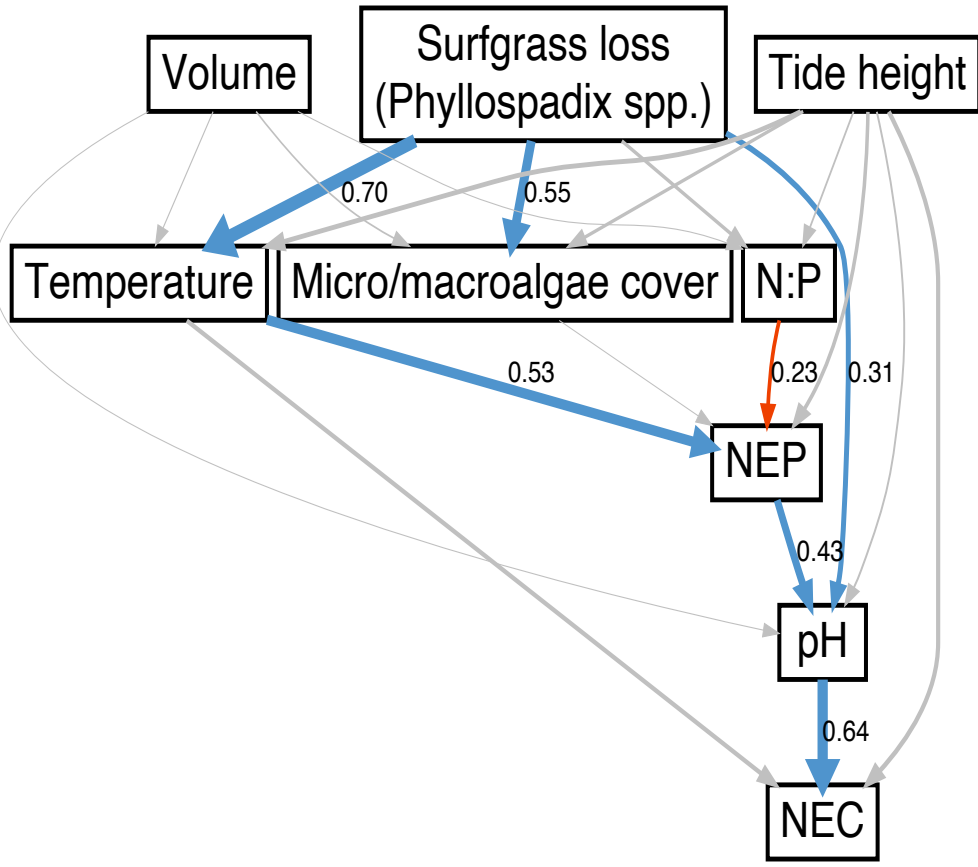 Volume
Surfgrass loss
(Phyllospadix spp.)
Tide height
0.70
0.55
Temperature
Micro/macroalgae cover
N:P
0.53
0.23
0.31
NEP
0.43
pH
0.64
NEC